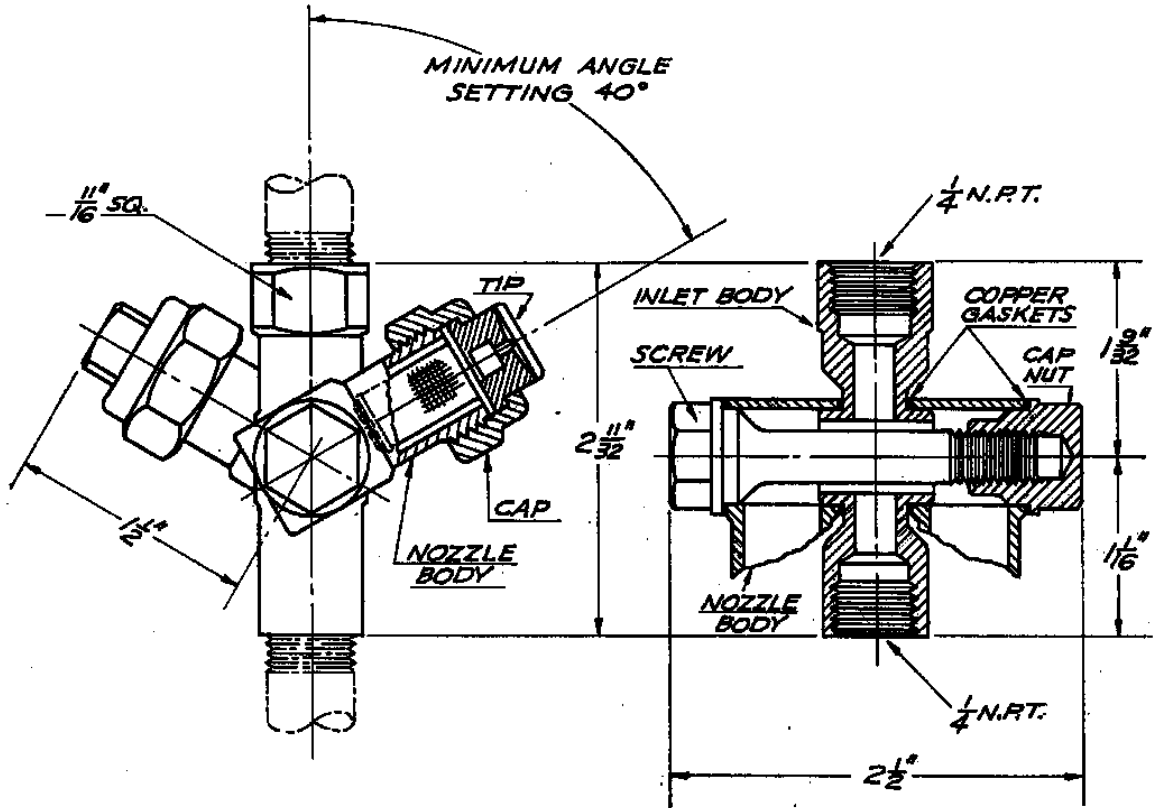 MINIMUM ANGLE
SETTING 40°
11/16" SQ.
TIP
CAP
NOZZLE
BODY
1 1/2"
2 11/32"
1/4 N.P.T.
INLET BODY
COPPER
GASKETS
SCREW
CAP
NUT
1 9/32"
1 1/16"
NOZZLE
BODY
1/4 N.P.T.
2 1/2"